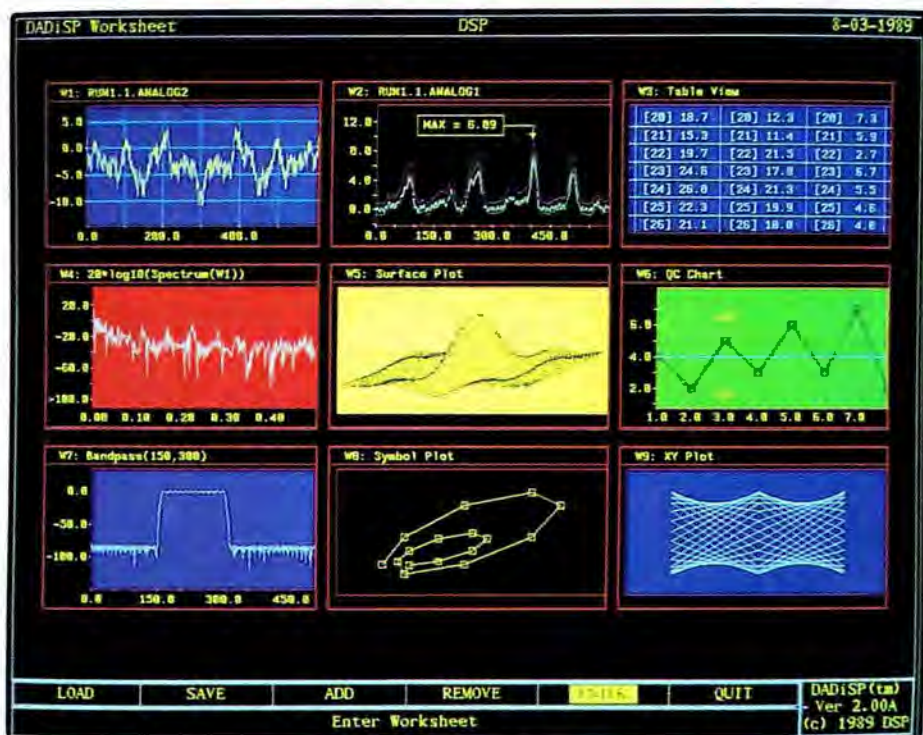 DADiSP Worksheet DSP 8-03-1989
W1: RUN1.1.ANALOG2
5.0
0.0
-5.0
-10.0
0.0 200.0 400.0
W2: RUN1.1.ANALOG1
MAX =
12.0
8.0
4.0
0.0
0.0 150.0 300.0 450.0
W3: Table View
[20] 18.7 [20] 12.3 [20] 7.3
[21] 15.3 [21] 11.4 [21] 5.9
[22] 19.7 [22] 21.5 [22] 2.7
[23] 24.6 [23] 17.8 [23] 6.7
[24] 26.0 [24] 21.3 [24] 5.5
[25] 22.3 [25] 19.9 [25]
[26] 21.1 [26] 18.0 [26]
W4: 20*log10(Spectrum(W1))
20.0
-20.0
-60.0
-100.0
0.00 0.10 0.20 0.30 0.40
W5: Surface Plot
W6: QC Chart
6.0
4.0
2.0
1.0 2.0 3.0 4.0 5.0 6.0 7.0
W7: Bandpass(150,300)
0.0
-50.0
-100.0
0.0 150.0 300.0 450.0
W8: Symbol Plot
W9: XY Plot
LOAD SAVE ADD REMOVE QUIT
Enter Worksheet
DADiSP(tm)
- Ver 2.00A
(c) 1989 DSP